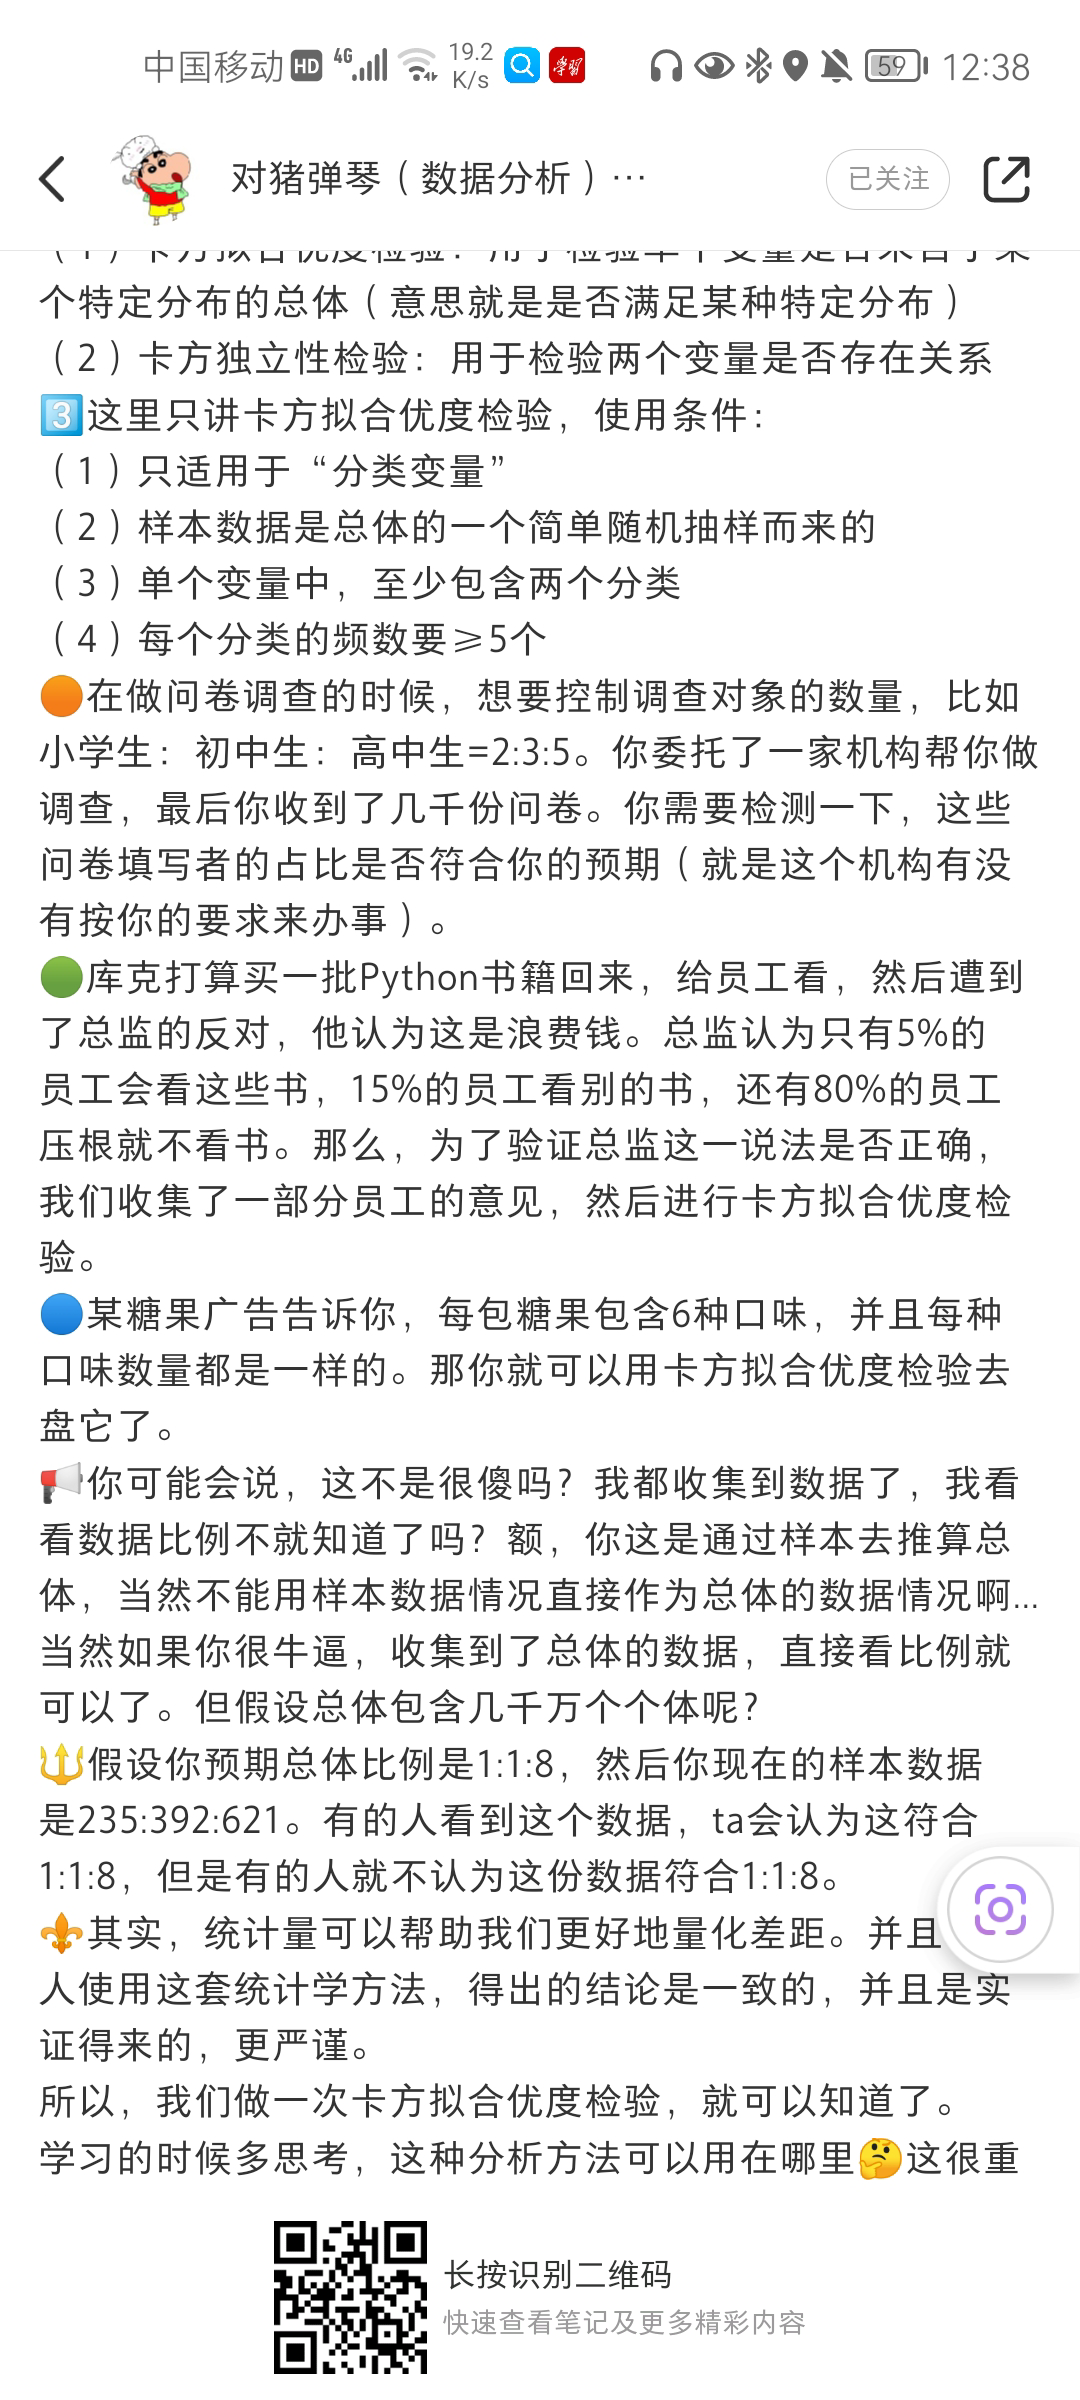 中国移动 HD 4G 19.2 K/s 学習 59 12:38
对猪弹琴（数据分析）… 已关注
（1）卡方拟合优度检验：用于检验单个变量是否来自于某
个特定分布的总体（意思就是是否满足某种特定分布）
（2）卡方独立性检验：用于检验两个变量是否存在关系
3️⃣这里只讲卡方拟合优度检验，使用条件：
（1）只适用于“分类变量”
（2）样本数据是总体的一个简单随机抽样而来的
（3）单个变量中，至少包含两个分类
（4）每个分类的频数要≥5个
🟠在做问卷调查的时候，想要控制调查对象的数量，比如
小学生：初中生：高中生=2:3:5。你委托了一家机构帮你做
调查，最后你收到了几千份问卷。你需要检测一下，这些
问卷填写者的占比是否符合你的预期（就是这个机构有没
有按你的要求来办事）。
🟢库克打算买一批Python书籍回来，给员工看，然后遭到
了总监的反对，他认为这是浪费钱。总监认为只有5%的
员工会看这些书，15%的员工看别的书，还有80%的员工
压根就不看书。那么，为了验证总监这一说法是否正确，
我们收集了一部分员工的意见，然后进行卡方拟合优度检
验。
🔵某糖果广告告诉你，每包糖果包含6种口味，并且每种
口味数量都是一样的。那你就可以用卡方拟合优度检验去
盘它了。
📢你可能会说，这不是很傻吗？我都收集到数据了，我看
看数据比例不就知道了吗？额，你这是通过样本去推算总
体，当然不能用样本数据情况直接作为总体的数据情况啊...
当然如果你很牛逼，收集到了总体的数据，直接看比例就
可以了。但假设总体包含几千万个个体呢？
🔱假设你预期总体比例是1:1:8，然后你现在的样本数据
是235:392:621。有的人看到这个数据，ta会认为这符合
1:1:8，但是有的人就不认为这份数据符合1:1:8。
⚜️其实，统计量可以帮助我们更好地量化差距。并且
人使用这套统计学方法，得出的结论是一致的，并且是实
证得来的，更严谨。
所以，我们做一次卡方拟合优度检验，就可以知道了。
学习的时候多思考，这种分析方法可以用在哪里🤔这很重
长按识别二维码
快速查看笔记及更多精彩内容